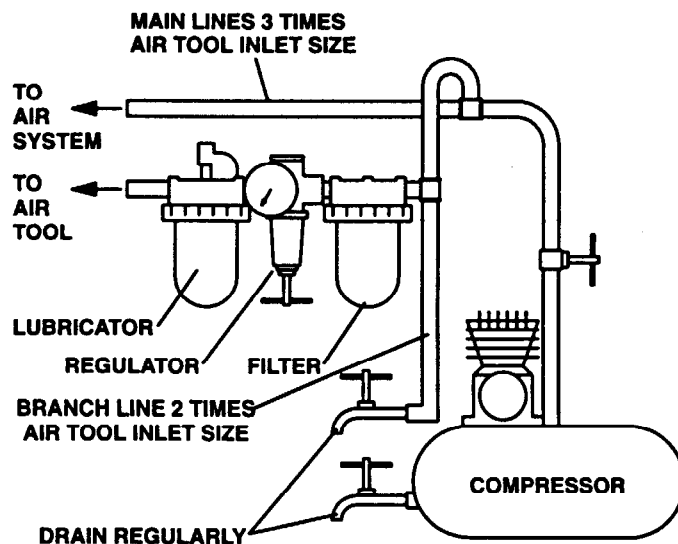 MAIN LINES 3 TIMES
AIR TOOL INLET SIZE
TO
AIR
SYSTEM
TO
AIR
TOOL
LUBRICATOR
REGULATOR
FILTER
BRANCH LINE 2 TIMES
AIR TOOL INLET SIZE
COMPRESSOR
DRAIN REGULARLY